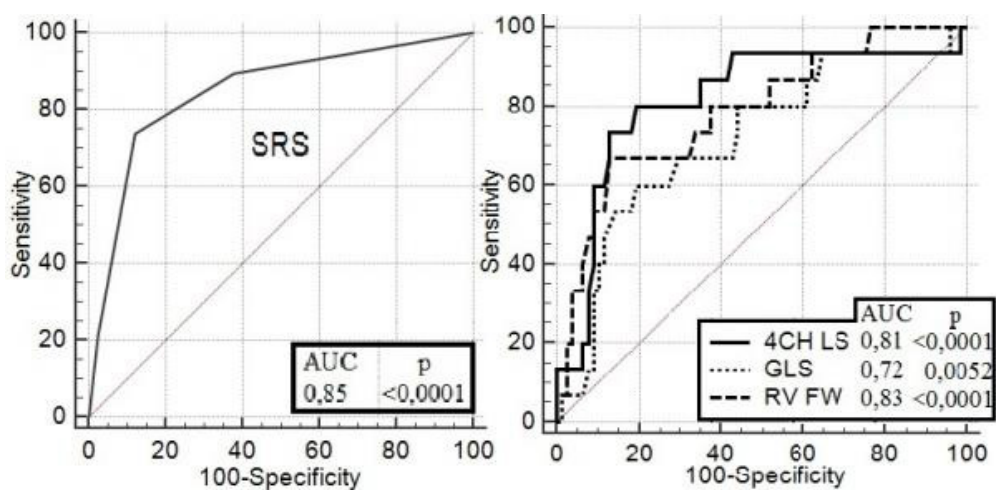 100
80
60
40
20
0
Sensitivity
SRS
AUC p
0,85 <0,0001
0 20 40 60 80 100
100-Specificity
100
80
60
40
20
0
Sensitivity
AUC p
4CH LS 0,81 <0,0001
GLS 0,72 0,0052
RV FW 0,83 <0,0001
0 20 40 60 80 100
100-Specificity